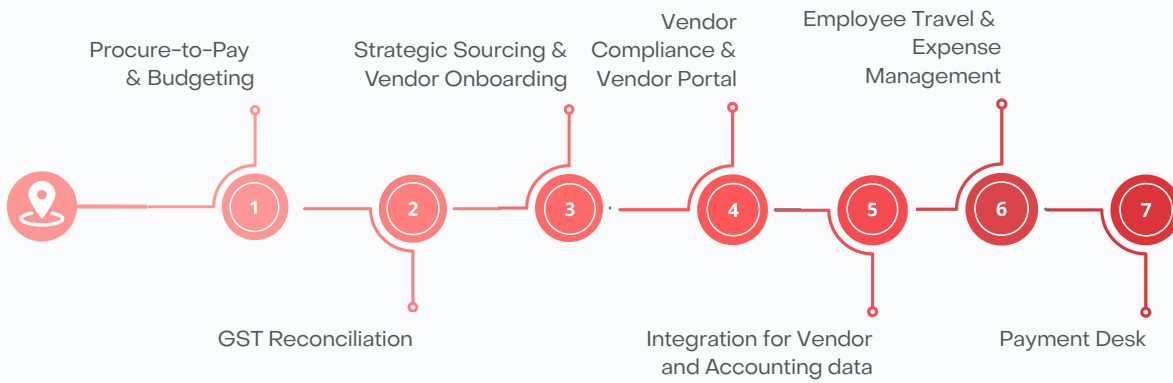 Procure-to-Pay
& Budgeting
1
2
GST Reconciliation
Strategic Sourcing &
Vendor Onboarding
3
Vendor
Compliance &
Vendor Portal
4
5
Integration for Vendor
and Accounting data
Employee Travel &
Expense
Management
6
7
Payment Desk